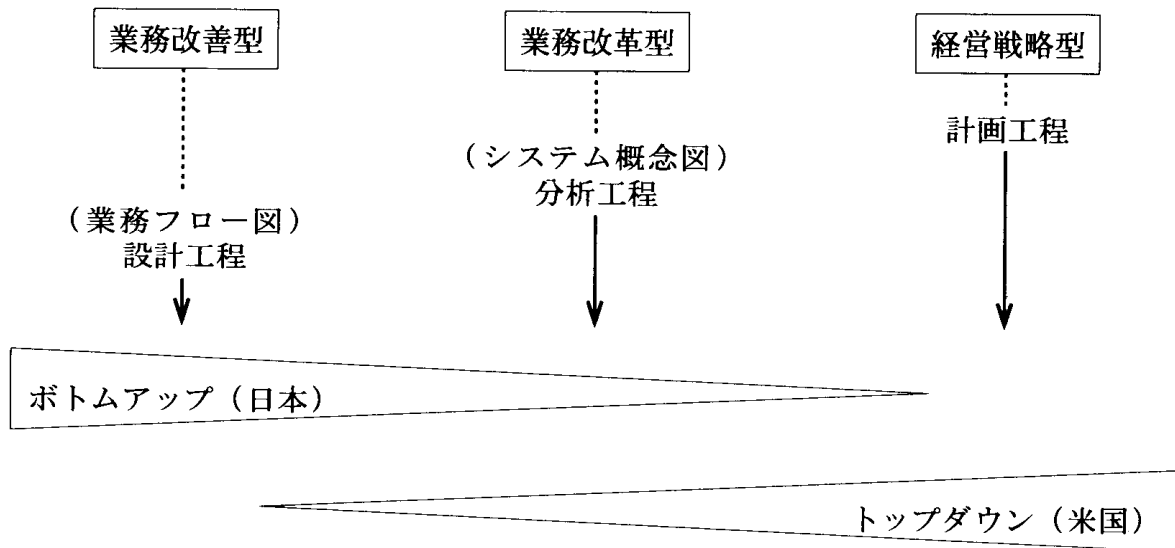 業務改善型
業務改革型
経営戦略型
計画工程
(システム概念図)
分析工程
(業務フロー図)
設計工程
ボトムアップ(日本)
トップダウン(米国)